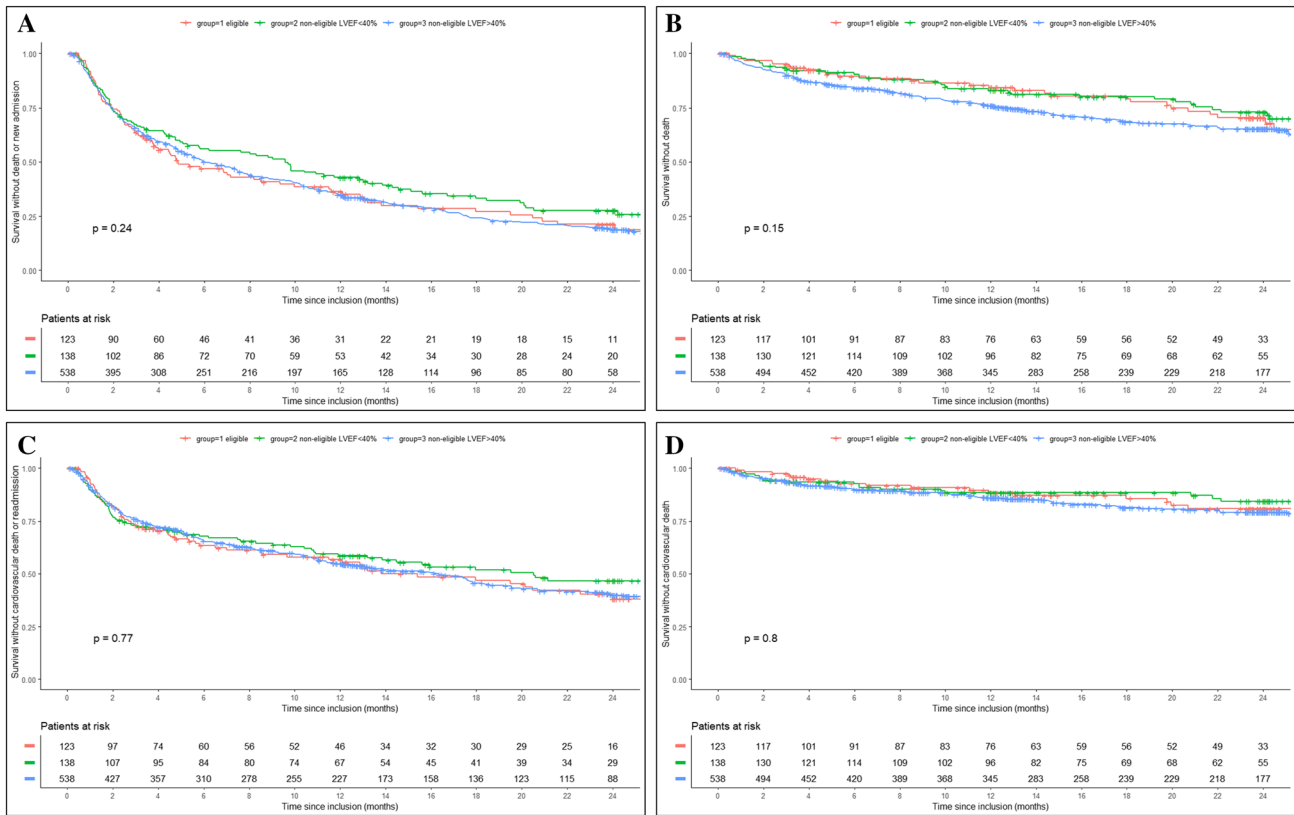 A
group=1 eligible group=2 non-eligible LVEF<40% group=3 non-eligible LVEF>40%
Survival without death or new admission
1.00
0.75
0.50
0.25
0.00
p = 0.24
0 2 4 6 8 10 12 14 16 18 20 22 24
Time since inclusion (months)
Patients at risk
123 90 60 46 41 36 31 22 21 19 18 15 11
138 102 86 72 70 59 53 42 34 30 28 24 20
538 395 308 251 216 197 165 128 114 96 85 80 58
0 2 4 6 8 10 12 14 16 18 20 22 24
Time since inclusion (months)
B
group=1 eligible group=2 non-eligible LVEF<40% group=3 non-eligible LVEF>40%
Survival without death
1.00
0.75
0.50
0.25
0.00
p = 0.15
0 2 4 6 8 10 12 14 16 18 20 22 24
Time since inclusion (months)
Patients at risk
123 117 101 91 87 83 76 63 59 56 52 49 33
138 130 121 114 109 102 96 82 75 69 68 62 55
538 494 452 420 389 368 345 283 258 239 229 218 177
0 2 4 6 8 10 12 14 16 18 20 22 24
Time since inclusion (months)
C
group=1 eligible group=2 non-eligible LVEF<40% group=3 non-eligible LVEF>40%
Survival without cardiovascular death or readmission
1.00
0.75
0.50
0.25
0.00
p = 0.77
0 2 4 6 8 10 12 14 16 18 20 22 24
Time since inclusion (months)
Patients at risk
123 97 74 60 56 52 46 34 32 30 29 25 16
138 107 95 84 80 74 67 54 45 41 39 34 29
538 427 357 310 278 255 227 173 158 136 123 115 88
0 2 4 6 8 10 12 14 16 18 20 22 24
Time since inclusion (months)
D
group=1 eligible group=2 non-eligible LVEF<40% group=3 non-eligible LVEF>40%
Survival without cardiovascular death
1.00
0.75
0.50
0.25
0.00
p = 0.8
0 2 4 6 8 10 12 14 16 18 20 22 24
Time since inclusion (months)
Patients at risk
123 117 101 91 87 83 76 63 59 56 52 49 33
138 130 121 114 109 102 96 82 75 69 68 62 55
538 494 452 420 389 368 345 283 258 239 229 218 177
0 2 4 6 8 10 12 14 16 18 20 22 24
Time since inclusion (months)